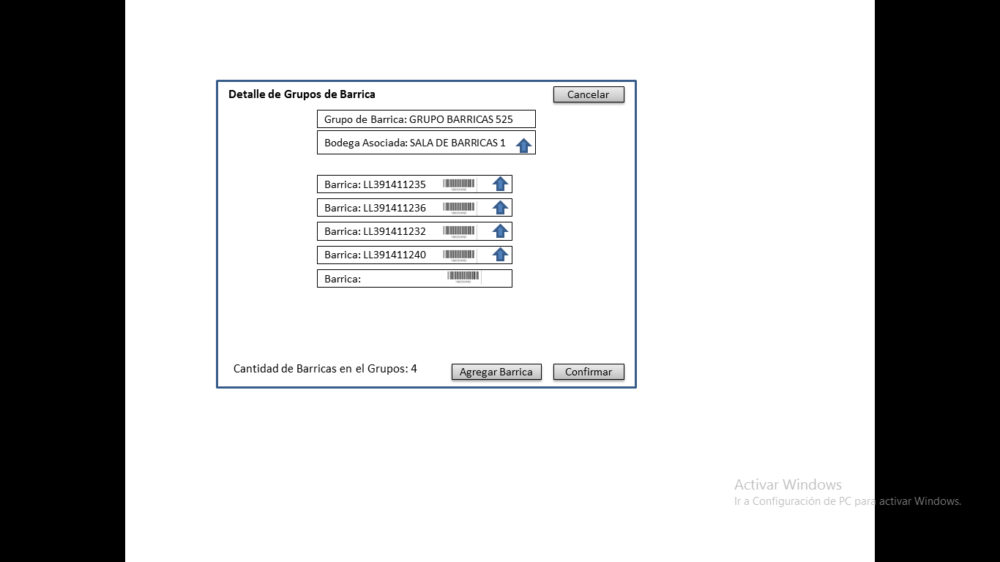 Detalle de Grupos de Barrica
Cancelar
Grupo de Barrica: GRUPO BARRICAS 525
Bodega Asociada: SALA DE BARRICAS 1
Barrica: LL391411235
Barrica: LL391411236
Barrica: LL391411232
Barrica: LL391411240
Barrica:
Cantidad de Barricas en el Grupos: 4
Agregar Barrica
Confirmar
Activar Windows
Ir a Configuración de PC para activar Windows.